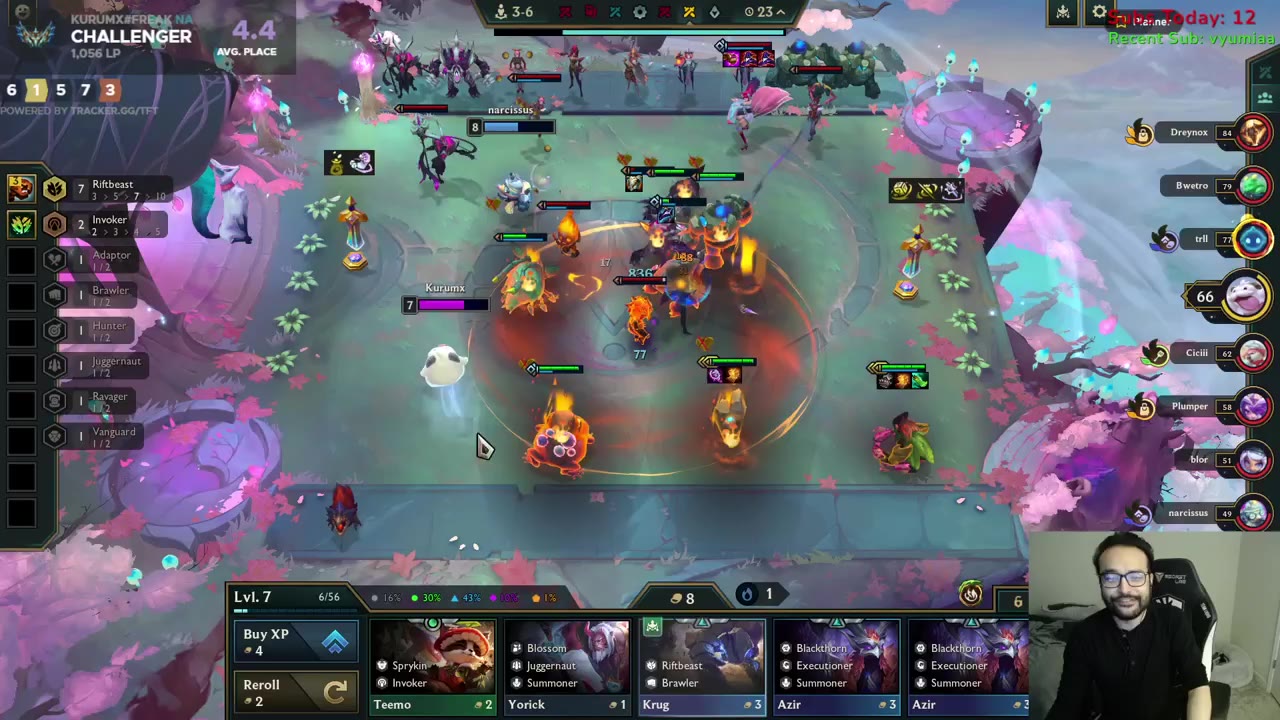 KURUMX#FREAK NA
CHALLENGER
1,056 LP
4.4
AVG. PLACE
6 1 5 7 3
POWERED BY TRACKER.GG/TFT
3-6
23
Planner
Subs Today: 12
Recent Sub: vyumiaa
7 Riftbeast
3 > 5 > 7 > 10
2 Invoker
2 > 3 > 4 > 5
1 Adaptor
1 / 2
1 Brawler
1 / 2
1 Hunter
1 / 2
1 Juggernaut
1 / 2
1 Ravager
1 / 2
1 Vanguard
1 / 2
narcissus
8
Kurumx
7
17
836
77
Dreynox 84
Bwetro 79
trll 77
66
Ciciii 62
Plumper 58
blor 51
narcissus 49
Lvl. 7 6/56
16% 30% 43% 1%
8
1
6
Buy XP
4
Reroll
2
Sprykin
Invoker
Teemo 2
Blossom
Juggernaut
Summoner
Yorick 1
Riftbeast
Brawler
Krug 3
Blackthorn
Executioner
Summoner
Azir 3
Blackthorn
Executioner
Summoner
Azir 3